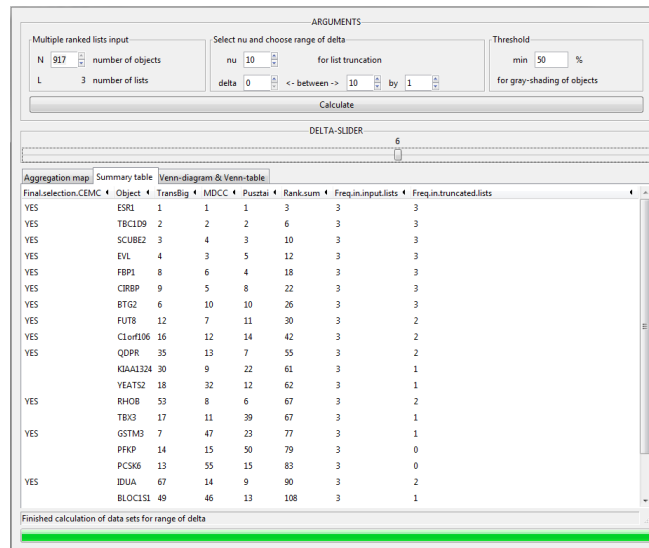 ARGUMENTS
Multiple ranked lists input
Select nu and choose range of delta
Threshold
N 917 number of objects
nu 10 for list truncation
min 50 %
L 3 number of lists
delta 0 <- between -> 10 by 1
for gray-shading of objects
Calculate
DELTA-SLIDER
6
Aggregation map Summary table Venn-diagram & Venn-table
Final.selection.CEMC Object TransBig MDCC Pusztai Rank.sum Freq.in.input.lists Freq.in.truncated.lists
YES ESR1 1 1 1 3 3 3
YES TBC1D9 2 2 2 6 3 3
YES SCUBE2 3 4 3 10 3 3
YES EVL 4 3 5 12 3 3
YES FBP1 8 6 4 18 3 3
YES CIRBP 9 5 8 22 3 3
YES BTG2 6 10 10 26 3 3
YES FUT8 12 7 11 30 3 2
YES C1orf106 16 12 14 42 3 2
YES QDPR 35 13 7 55 3 2
KIAA1324 30 9 22 61 3 1
YEATS2 18 32 12 62 3 1
YES RHOB 53 8 6 67 3 2
TBX3 17 11 39 67 3 1
YES GSTM3 7 47 23 77 3 1
PFKP 14 15 50 79 3 0
PCSK6 13 55 15 83 3 0
YES IDUA 67 14 9 90 3 2
BLOC1S1 49 46 13 108 3 1
Finished calculation of data sets for range of delta